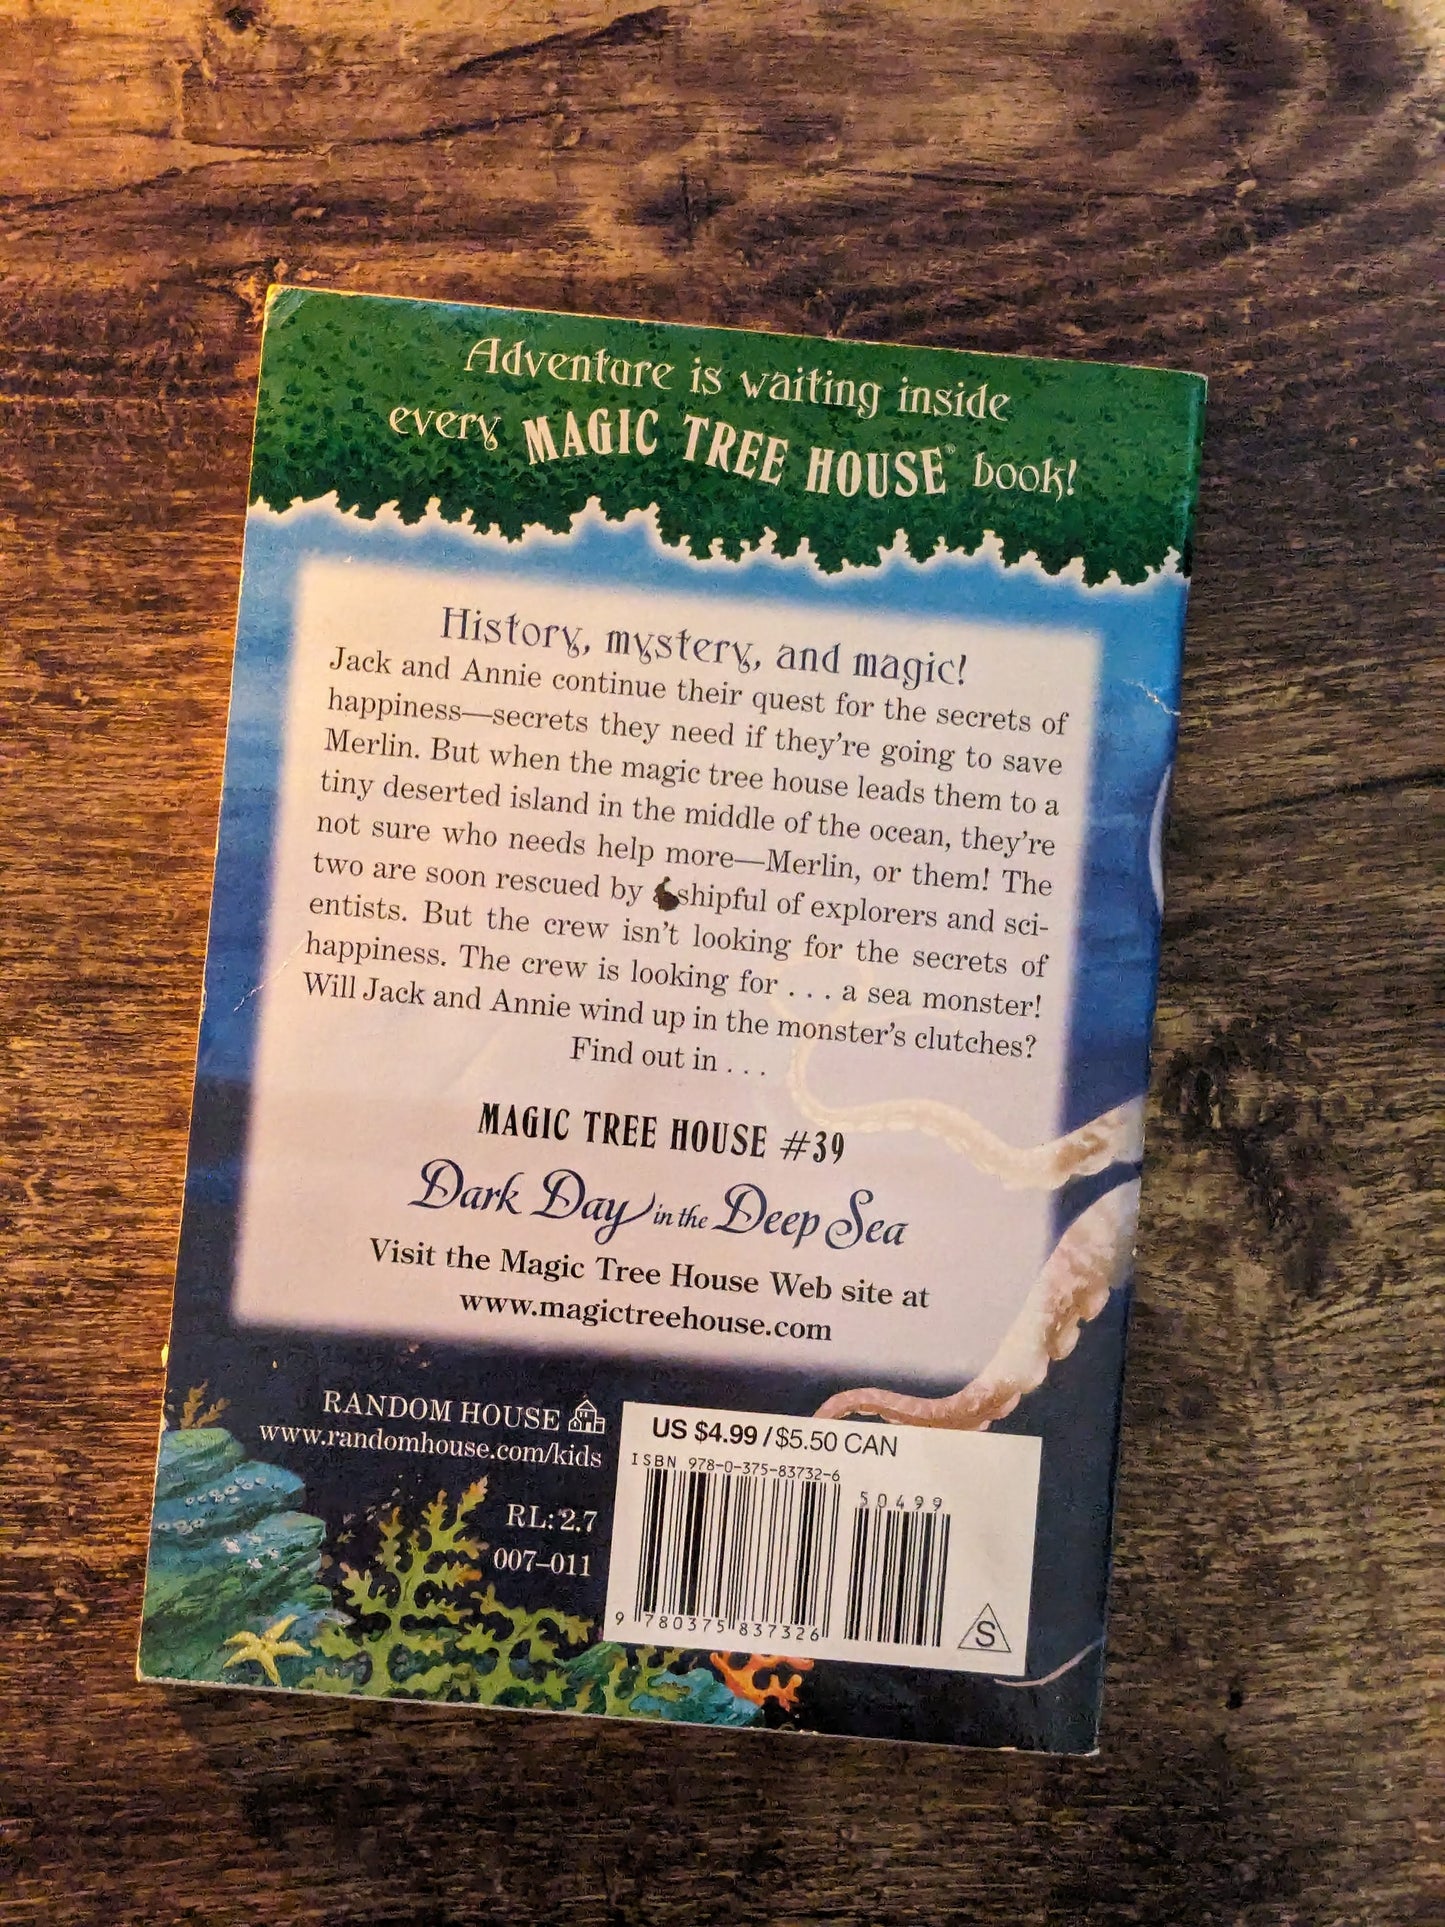 Adventure is waiting inside
every MAGIC TREE HOUSE® book!
History, mystery, and magic!
Jack and Annie continue their quest for the secrets of
happiness—secrets they need if they're going to save
Merlin. But when the magic tree house leads them to a
tiny deserted island in the middle of the ocean, they're
not sure who needs help more—Merlin, or them! The
two are soon rescued by shipful of explorers and sci-
entists. But the crew isn't looking for the secrets of
happiness. The crew is looking for . . . a sea monster!
Will Jack and Annie wind up in the monster's clutches?
Find out in . . .
MAGIC TREE HOUSE #39
Dark Day in the Deep Sea
Visit the Magic Tree House Web site at
www.magictreehouse.com
RANDOM HOUSE
www.randomhouse.com/kids
RL: 2.7
007–011
US $4.99 / $5.50 CAN
ISBN 978-0-375-83732-6
50499
9 780375 837326
S